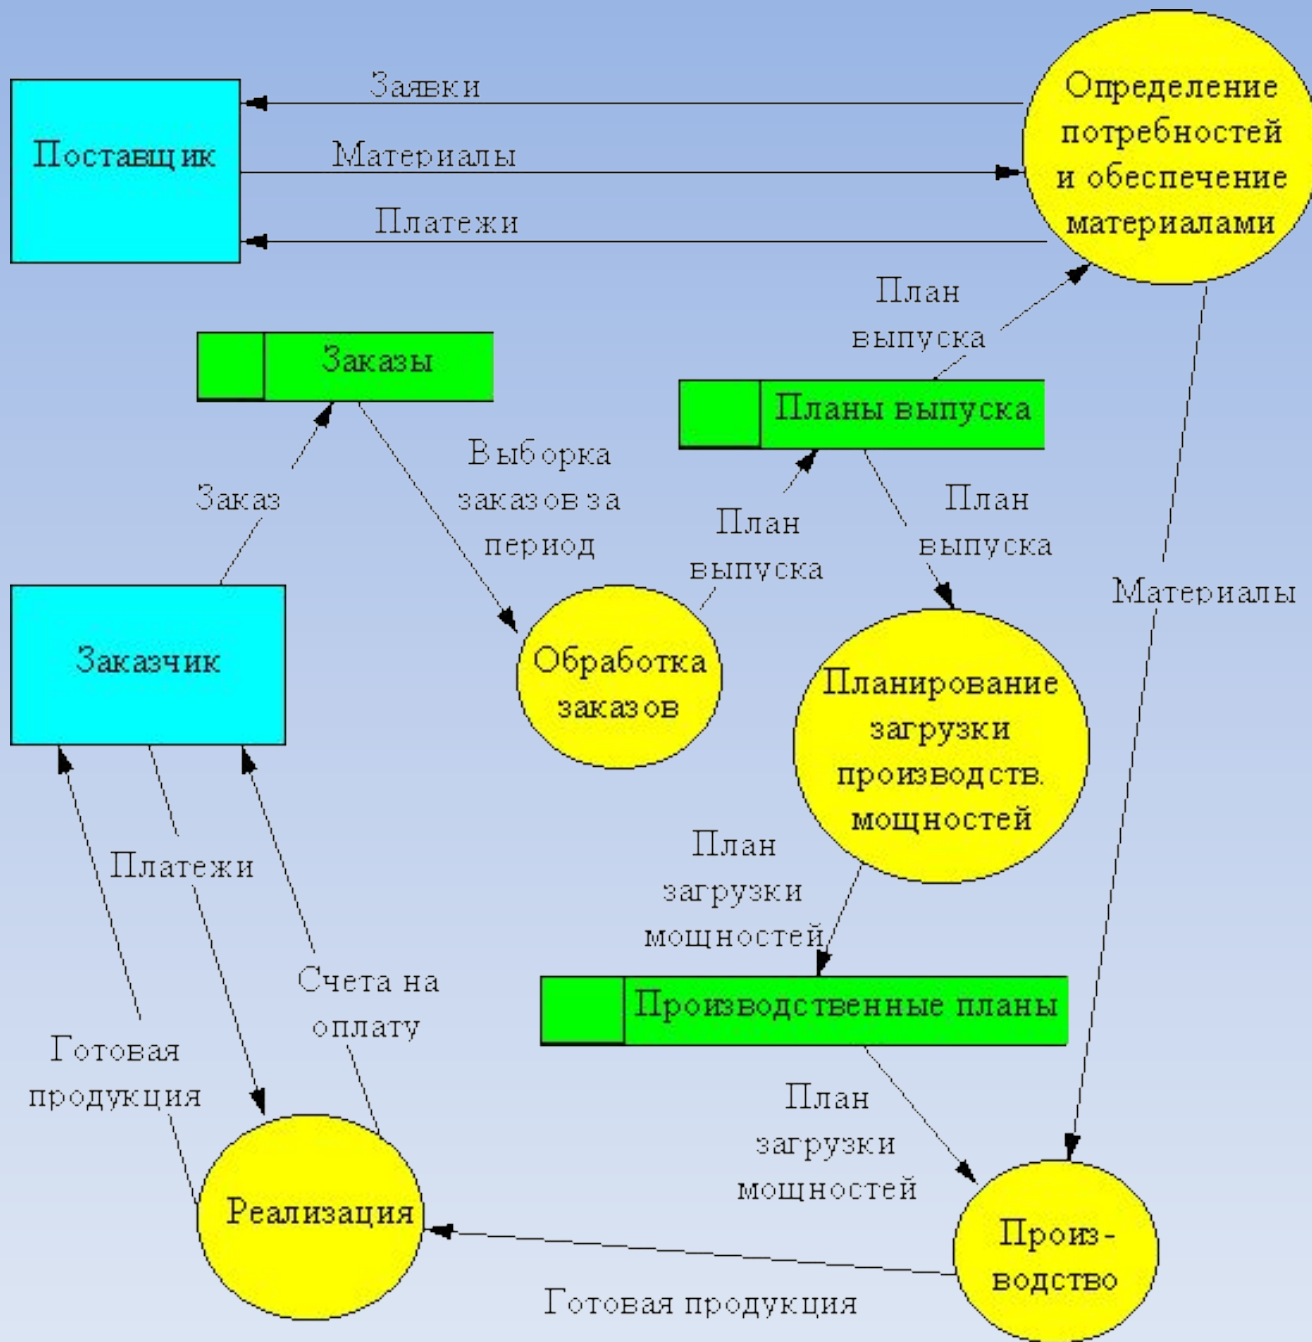 Заявки
Определение
потребностей
и обеспечение
материалами
Поставщик
Материалы
Платежи
План
выпуска
Заказы
Планы выпуска
Выборка
заказов за
период
Заказ
План
выпуска
План
выпуска
Материалы
Заказчик
Обработка
заказов
Планирование
загрузки
производств.
мощностей
Платежи
План
загрузки
мощностей
Счета на
оплату
Производственные планы
Готовая
продукция
План
загрузки
мощностей
Реализация
Произ-
водство
Готовая продукция